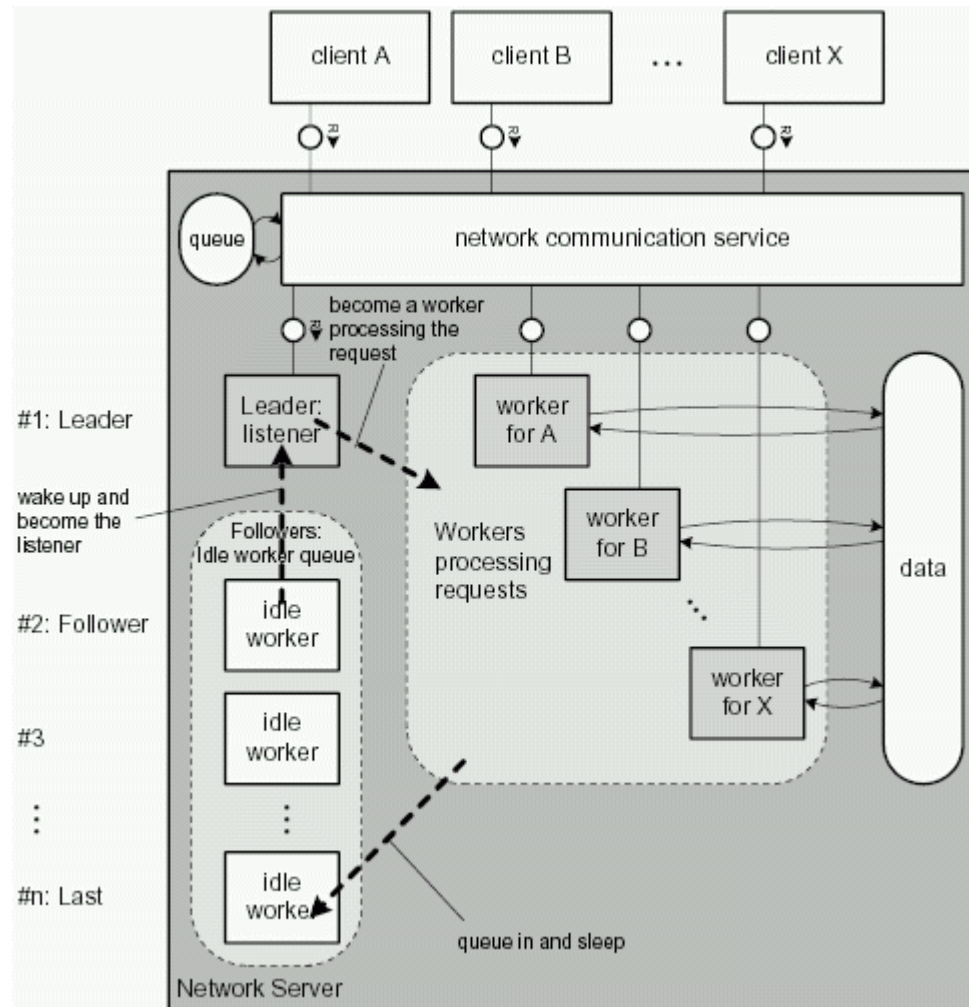 client A
client B
...
client X
R
R
R
queue
network communication service
become a worker
processing the
request
R
#1: Leader
Leader:
listener
worker
for A
wake up and
become the
listener
Followers:
Idle worker queue
Workers
processing
requests
worker
for B
data
#2: Follower
idle
worker
...
worker
for X
#3
idle
worker
...
...
#n: Last
idle
worker
queue in and sleep
Network Server